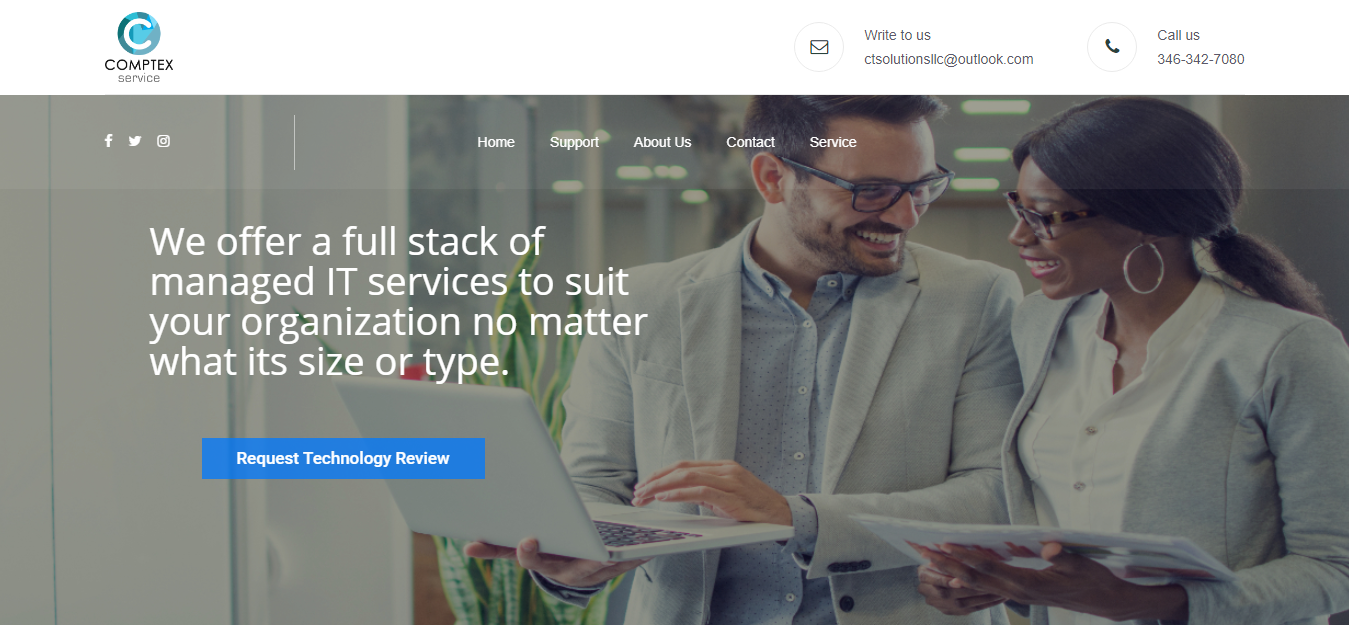 COMPTEX
service
Write to us
ctsolutionsllc@outlook.com
Call us
346-342-7080
Home Support About Us Contact Service
We offer a full stack of
managed IT services to suit
your organization no matter
what its size or type.
Request Technology Review